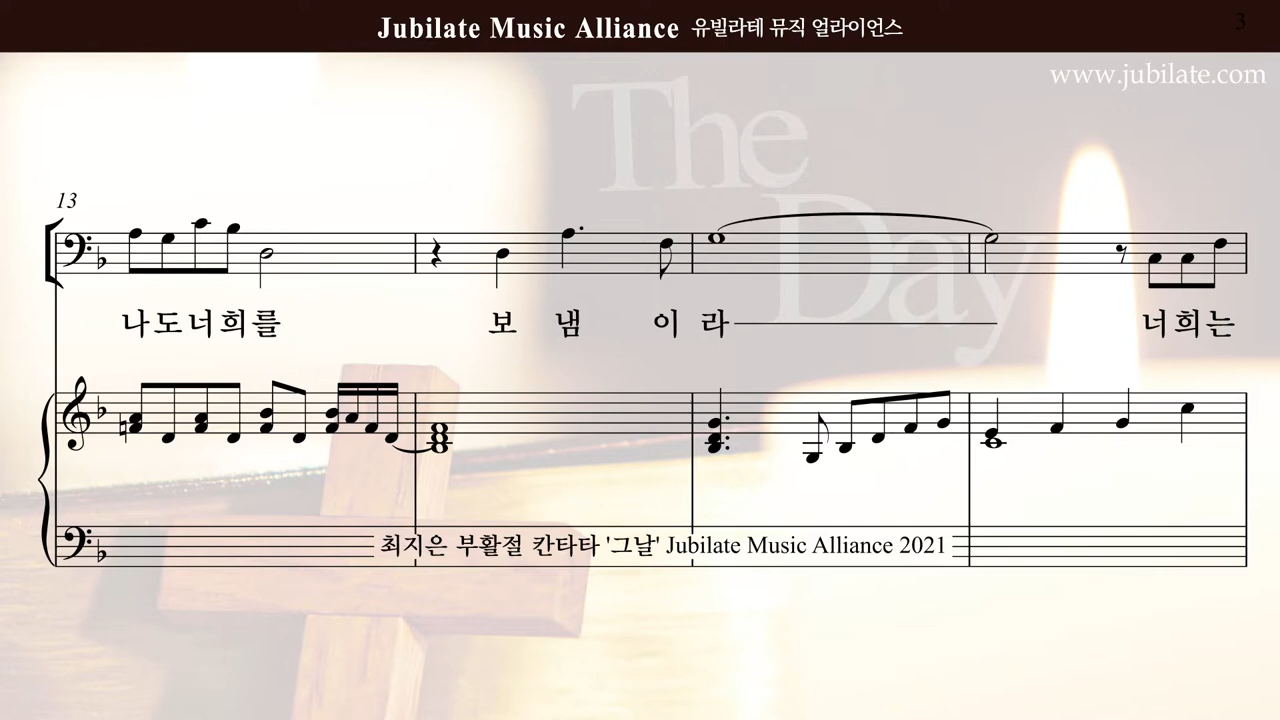 Jubilate Music Alliance 유빌라테 뮤직 얼라이언스
3
www.jubilate.com
The
Day
13
나도너희를 보 냄 이 라 너희는
최지은 부활절 칸타타 '그날' Jubilate Music Alliance 2021